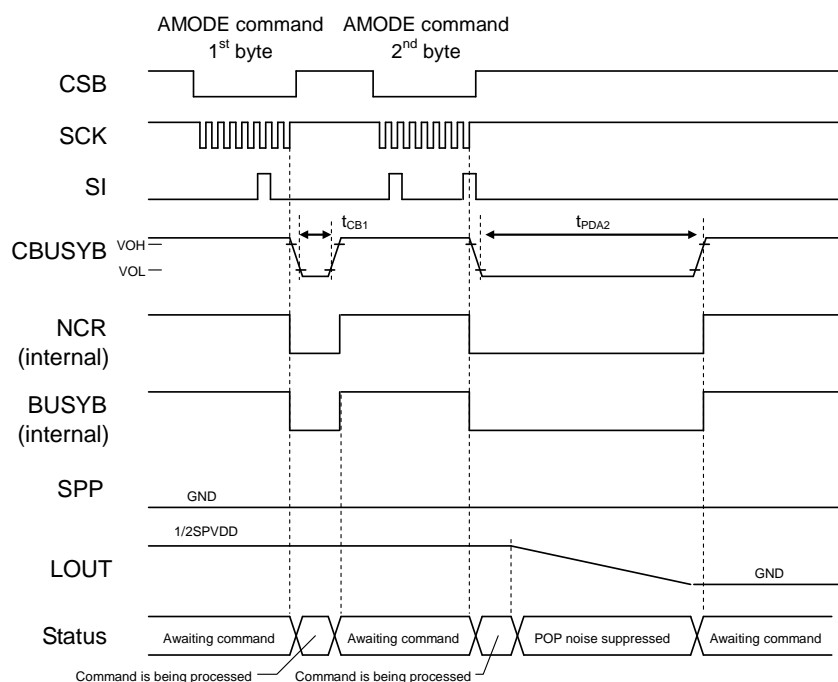 AMODE command
1st byte
AMODE command
2nd byte
CSB
SCK
SI
tCB1
tPDA2
CBUSYB
VOH
VOL
NCR
(internal)
BUSYB
(internal)
SPP
GND
1/2SPVDD
LOUT
GND
Status
Awaiting command
Awaiting command
POP noise suppressed
Awaiting command
Command is being processed
Command is being processed